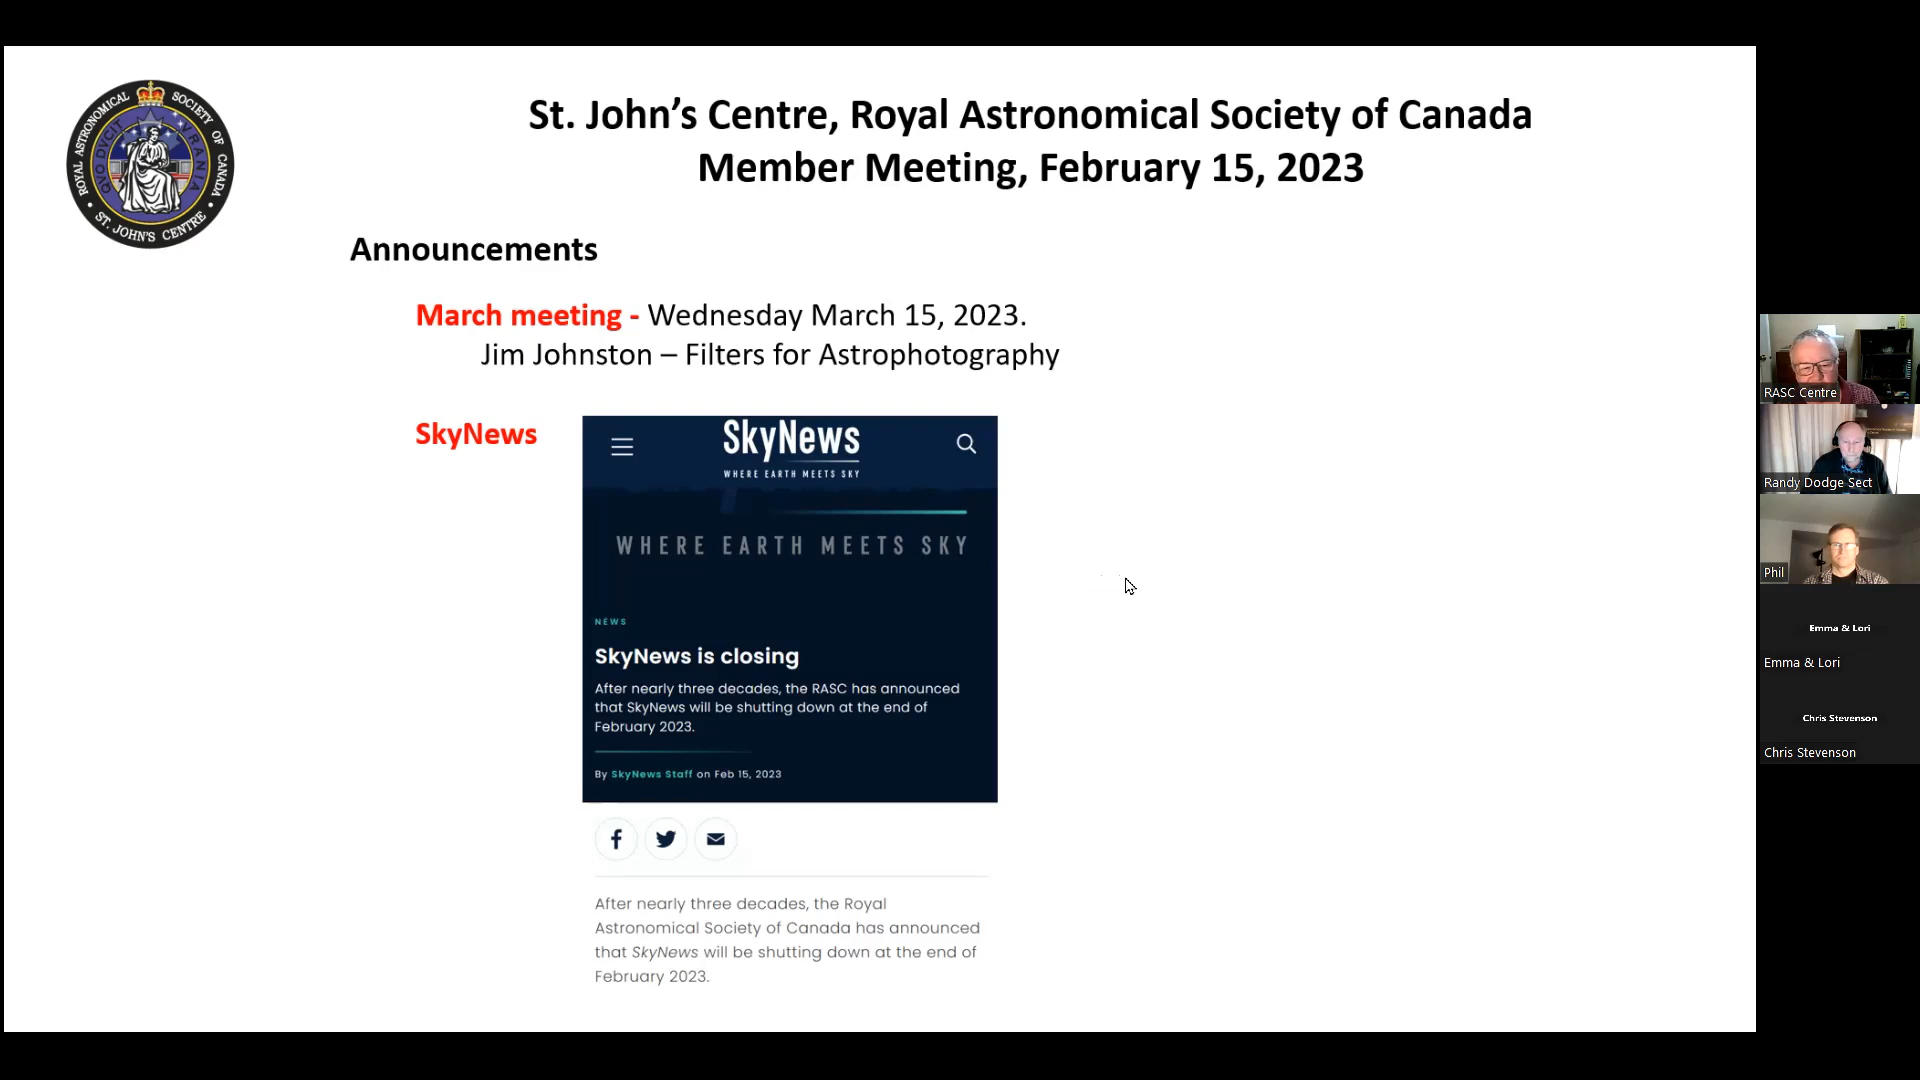 ROYAL ASTRONOMICAL SOCIETY OF CANADA
QVO DVCIT VRANIA
• ST. JOHN'S CENTRE •
St. John’s Centre, Royal Astronomical Society of Canada
Member Meeting, February 15, 2023
Announcements
March meeting - Wednesday March 15, 2023.
Jim Johnston – Filters for Astrophotography
SkyNews
SkyNews
WHERE EARTH MEETS SKY
WHERE EARTH MEETS SKY
NEWS
SkyNews is closing
After nearly three decades, the RASC has announced
that SkyNews will be shutting down at the end of
February 2023.
By SkyNews Staff on Feb 15, 2023
After nearly three decades, the Royal
Astronomical Society of Canada has announced
that SkyNews will be shutting down at the end of
February 2023.
RASC Centre
Randy Dodge Sect
Phil
Emma & Lori
Emma & Lori
Chris Stevenson
Chris Stevenson